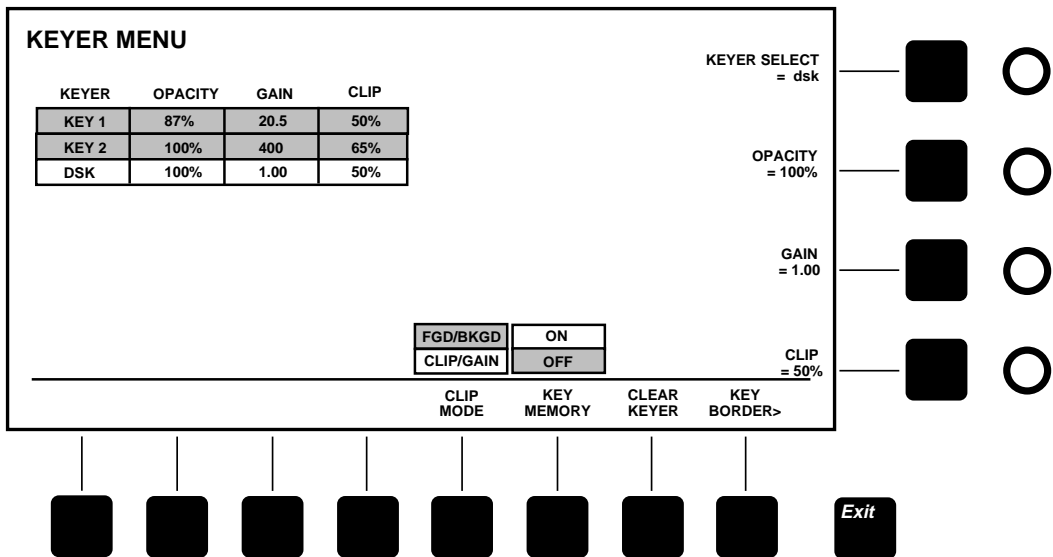 KEYER MENU
KEYER OPACITY GAIN CLIP
KEY 1 87% 20.5 50%
KEY 2 100% 400 65%
DSK 100% 1.00 50%
KEYER SELECT
= dsk
OPACITY
= 100%
GAIN
= 1.00
CLIP
= 50%
FGD/BKGD ON
CLIP/GAIN OFF
CLIP MODE
KEY MEMORY
CLEAR KEYER
KEY BORDER>
Exit